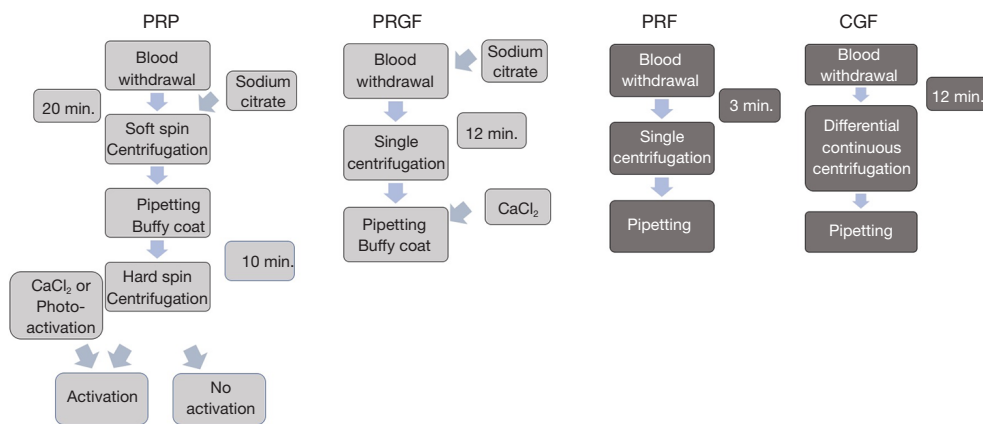 PRP
Blood
withdrawal
Sodium
citrate
20 min.
Soft spin
Centrifugation
Pipetting
Buffy coat
10 min.
Hard spin
Centrifugation
CaCl₂ or
Photo-
activation
Activation
No
activation
PRGF
Blood
withdrawal
Sodium
citrate
12 min.
Single
centrifugation
CaCl₂
Pipetting
Buffy coat
PRF
Blood
withdrawal
3 min.
Single
centrifugation
Pipetting
CGF
Blood
withdrawal
12 min.
Differential
continuous
centrifugation
Pipetting